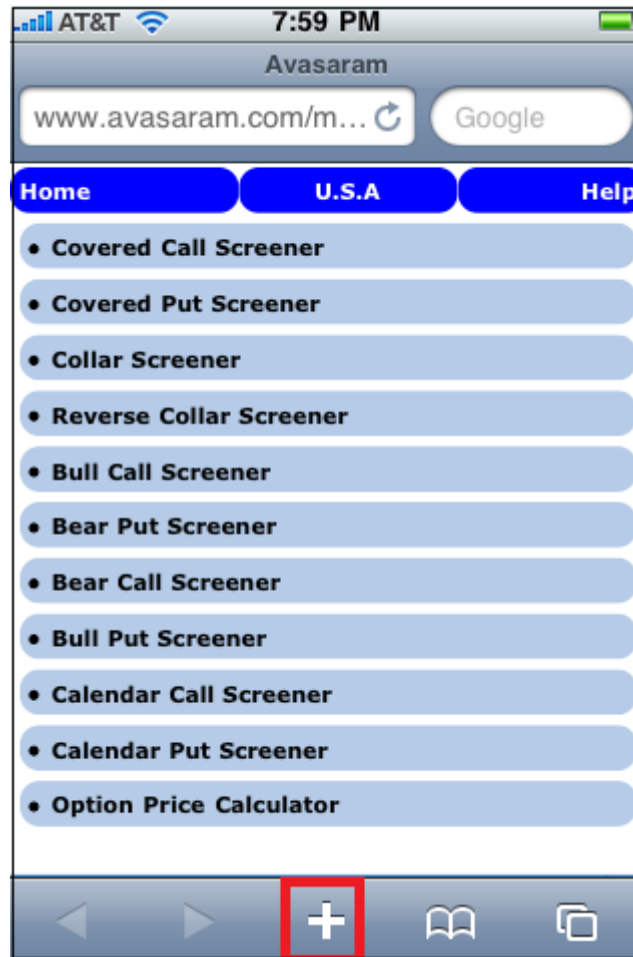 AT&T 7:59 PM
Avasaram
www.avasaram.com/m... Google
Home U.S.A Help
• Covered Call Screener
• Covered Put Screener
• Collar Screener
• Reverse Collar Screener
• Bull Call Screener
• Bear Put Screener
• Bear Call Screener
• Bull Put Screener
• Calendar Call Screener
• Calendar Put Screener
• Option Price Calculator